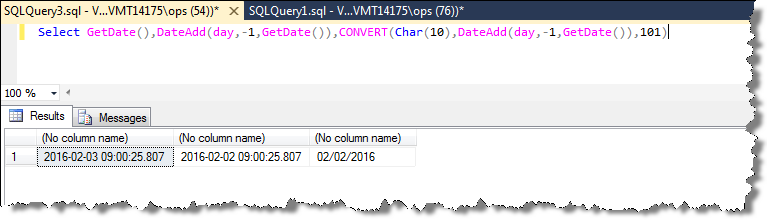 SQLQuery3.sql - V...VMT14175\ops (54))* × SQLQuery1.sql - V...VMT14175\ops (76))*
Select GetDate(),DateAdd(day,-1,GetDate()),CONVERT(Char(10),DateAdd(day,-1,GetDate()),101)
100 %
Results Messages
(No column name) (No column name) (No column name)
1 2016-02-03 09:00:25.807 2016-02-02 09:00:25.807 02/02/2016